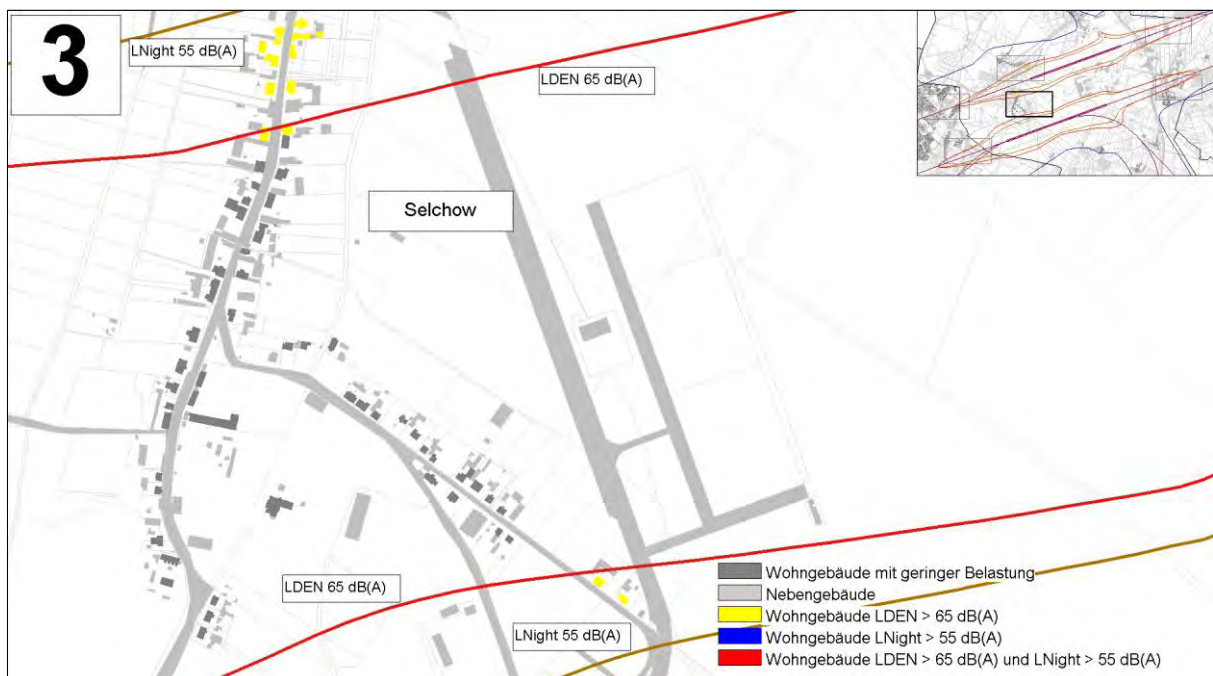 3
LNight 55 dB(A)
LDEN 65 dB(A)
Selchow
LDEN 65 dB(A)
LNight 55 dB(A)
Wohngebäude mit geringer Belastung
Nebengebäude
Wohngebäude LDEN > 65 dB(A)
Wohngebäude LNight > 55 dB(A)
Wohngebäude LDEN > 65 dB(A) und LNight > 55 dB(A)